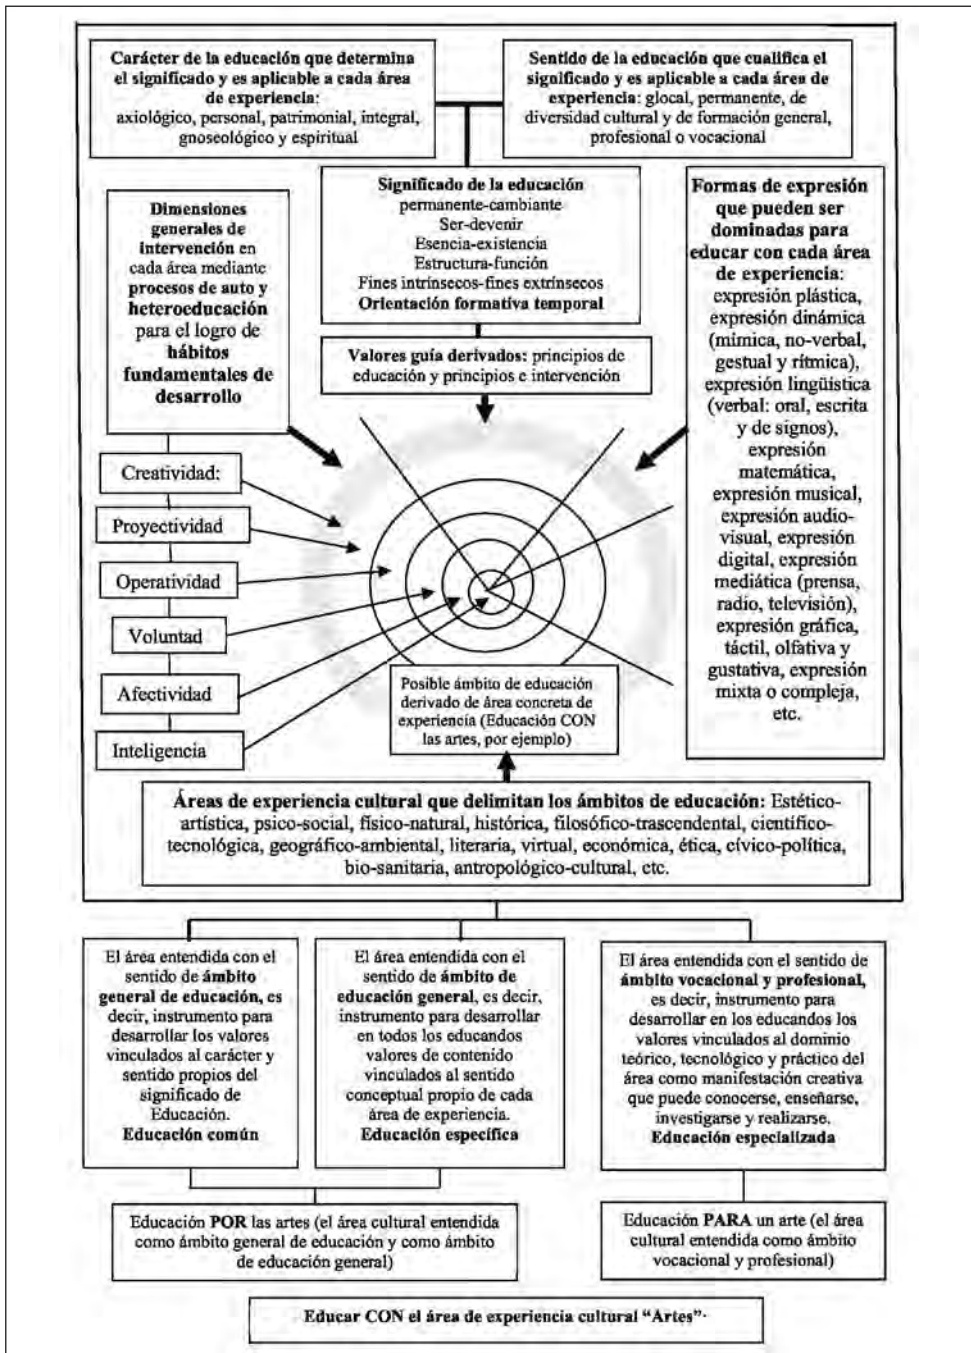 Carácter de la educación que determina
el significado y es aplicable a cada área
de experiencia:
axiológico, personal, patrimonial, integral,
gnoseológico y espiritual
Sentido de la educación que cualifica el
significado y es aplicable a cada área de
experiencia: glocal, permanente, de
diversidad cultural y de formación general,
profesional o vocacional
Significado de la educación
permanente-cambiante
Ser-devenir
Esencia-existencia
Estructura-función
Fines intrínsecos-fines extrínsecos
Orientación formativa temporal
Dimensiones
generales de
intervención en
cada área mediante
procesos de auto y
heteroeducación
para el logro de
hábitos
fundamentales de
desarrollo
Formas de expresión
que pueden ser
dominadas para
educar con cada área
de experiencia:
expresión plástica,
expresión dinámica
(mímica, no-verbal,
gestual y rítmica),
expresión lingüística
(verbal: oral, escrita
y de signos),
expresión
matemática,
expresión musical,
expresión audio-
visual, expresión
digital, expresión
mediática (prensa,
radio, televisión),
expresión gráfica,
táctil, olfativa y
gustativa, expresión
mixta o compleja,
etc.
Valores guía derivados: principios de
educación y principios e intervención
Creatividad:
Proyectividad
Operatividad
Voluntad
Afectividad
Inteligencia
Posible ámbito de educación
derivado de área concreta de
experiencia (Educación CON
las artes, por ejemplo)
Áreas de experiencia cultural que delimitan los ámbitos de educación: Estético-
artística, psico-social, físico-natural, histórica, filosófico-trascendental, científico-
tecnológica, geográfico-ambiental, literaria, virtual, económica, ética, cívico-política,
bio-sanitaria, antropológico-cultural, etc.
El área entendida con el
sentido de ámbito
general de educación, es
decir, instrumento para
desarrollar los valores
vinculados al carácter y
sentido propios del
significado de
Educación.
Educación común
El área entendida con el
sentido de ámbito de
educación general, es decir,
instrumento para desarrollar
en todos los educandos
valores de contenido
vinculados al sentido
conceptual propio de cada
área de experiencia.
Educación específica
El área entendida con el sentido de
ámbito vocacional y profesional,
es decir, instrumento para
desarrollar en los educandos los
valores vinculados al dominio
teórico, tecnológico y práctico del
área como manifestación creativa
que puede conocerse, enseñarse,
investigarse y realizarse.
Educación especializada
Educación POR las artes (el área cultural entendida
como ámbito general de educación y como ámbito
de educación general)
Educación PARA un arte (el área
cultural entendida como ámbito
vocacional y profesional)
Educar CON el área de experiencia cultural “Artes”·